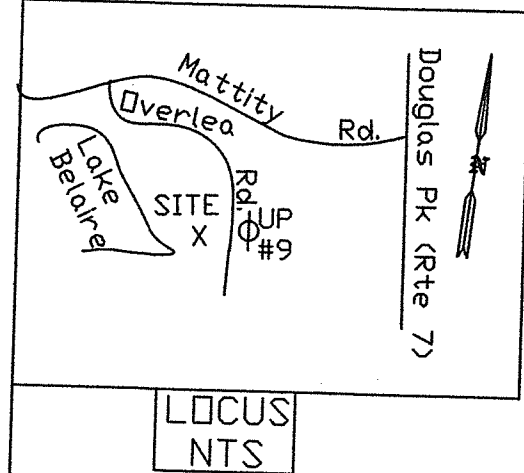 Mattity Rd.
Overlea Rd.
Douglas Pk (Rte 7)
N
Lake
Belaire
SITE
X
UP
#9
LOCUS
NTS